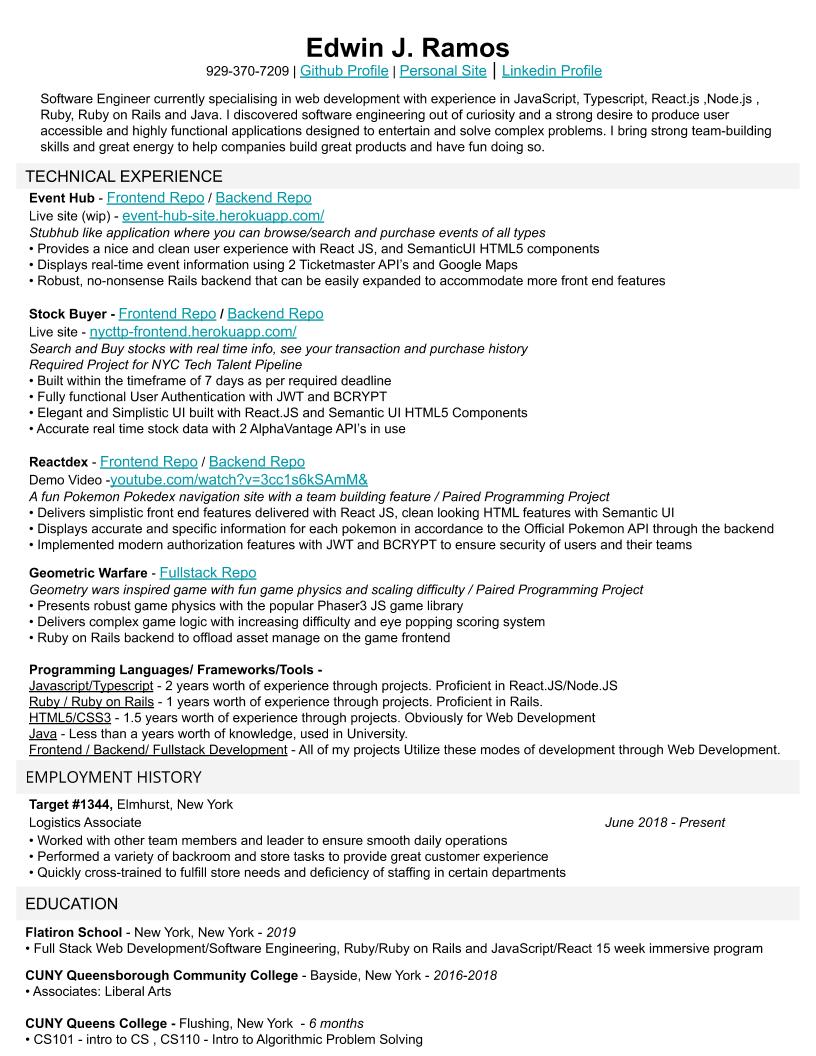 Edwin J. Ramos
929-370-7209 | Github Profile | Personal Site | Linkedin Profile
Software Engineer currently specialising in web development with experience in JavaScript, Typescript, React.js ,Node.js ,
Ruby, Ruby on Rails and Java. I discovered software engineering out of curiosity and a strong desire to produce user
accessible and highly functional applications designed to entertain and solve complex problems. I bring strong team-building
skills and great energy to help companies build great products and have fun doing so.
TECHNICAL EXPERIENCE
Event Hub - Frontend Repo / Backend Repo
Live site (wip) - event-hub-site.herokuapp.com/
Stubhub like application where you can browse/search and purchase events of all types
• Provides a nice and clean user experience with React JS, and SemanticUI HTML5 components
• Displays real-time event information using 2 Ticketmaster API's and Google Maps
• Robust, no-nonsense Rails backend that can be easily expanded to accommodate more front end features
Stock Buyer - Frontend Repo / Backend Repo
Live site - nycttp-frontend.herokuapp.com/
Search and Buy stocks with real time info, see your transaction and purchase history
Required Project for NYC Tech Talent Pipeline
• Built within the timeframe of 7 days as per required deadline
• Fully functional User Authentication with JWT and BCRYPT
• Elegant and Simplistic UI built with React.JS and Semantic UI HTML5 Components
• Accurate real time stock data with 2 AlphaVantage API's in use
Reactdex - Frontend Repo / Backend Repo
Demo Video -youtube.com/watch?v=3cc1s6kSAmM&
A fun Pokemon Pokedex navigation site with a team building feature / Paired Programming Project
• Delivers simplistic front end features delivered with React JS, clean looking HTML features with Semantic UI
• Displays accurate and specific information for each pokemon in accordance to the Official Pokemon API through the backend
• Implemented modern authorization features with JWT and BCRYPT to ensure security of users and their teams
Geometric Warfare - Fullstack Repo
Geometry wars inspired game with fun game physics and scaling difficulty / Paired Programming Project
• Presents robust game physics with the popular Phaser3 JS game library
• Delivers complex game logic with increasing difficulty and eye popping scoring system
• Ruby on Rails backend to offload asset manage on the game frontend
Programming Languages/ Frameworks/Tools -
Javascript/Typescript - 2 years worth of experience through projects. Proficient in React.JS/Node.JS
Ruby / Ruby on Rails - 1 years worth of experience through projects. Proficient in Rails.
HTML5/CSS3 - 1.5 years worth of experience through projects. Obviously for Web Development
Java - Less than a years worth of knowledge, used in University.
Frontend / Backend/ Fullstack Development - All of my projects Utilize these modes of development through Web Development.
EMPLOYMENT HISTORY
Target #1344, Elmhurst, New York
Logistics Associate June 2018 - Present
• Worked with other team members and leader to ensure smooth daily operations
• Performed a variety of backroom and store tasks to provide great customer experience
• Quickly cross-trained to fulfill store needs and deficiency of staffing in certain departments
EDUCATION
Flatiron School - New York, New York - 2019
• Full Stack Web Development/Software Engineering, Ruby/Ruby on Rails and JavaScript/React 15 week immersive program
CUNY Queensborough Community College - Bayside, New York - 2016-2018
• Associates: Liberal Arts
CUNY Queens College - Flushing, New York - 6 months
• CS101 - intro to CS , CS110 - Intro to Algorithmic Problem Solving